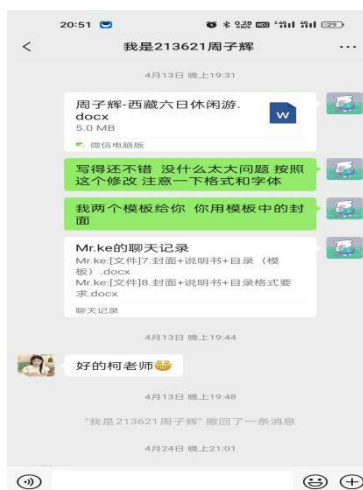 20:51
我是213621周子辉
4月13日 晚上19:31
周子辉-西藏六日休闲游.
docx
5.0 MB
微信电脑版
写得还不错 没什么太大问题 按照
这个修改 注意一下格式和字体
我两个模板给你 你用模板中的封
面
Mr.ke的聊天记录
Mr.ke:[文件]7.封面+说明书+目录（模
板）.docx
Mr.ke:[文件]8.封面+说明书+目录格式要
求.docx
聊天记录
4月13日 晚上19:44
好的柯老师
4月13日 晚上19:48
"我是213621周子辉" 撤回了一条消息
4月24日 晚上21:01